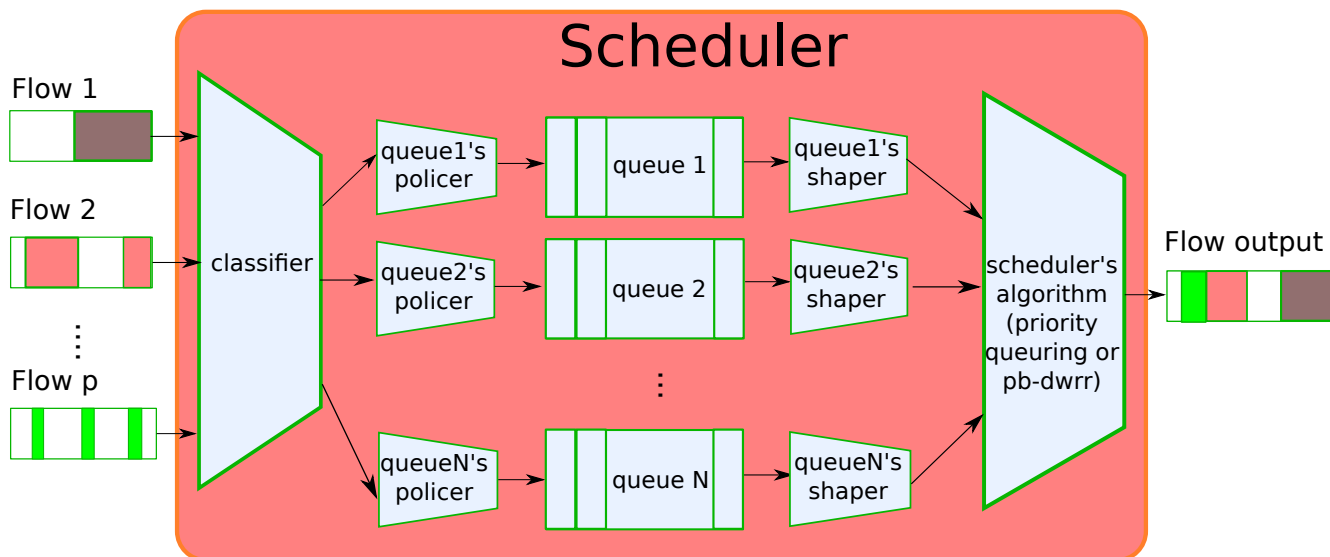 Scheduler
Flow 1
Flow 2
Flow p
classifier
queue1's
policer
queue 1
queue1's
shaper
queue2's
policer
queue 2
queue2's
shaper
queueN's
policer
queue N
queueN's
shaper
scheduler's
algorithm
(priority
queuring or
pb-dwrr)
Flow output